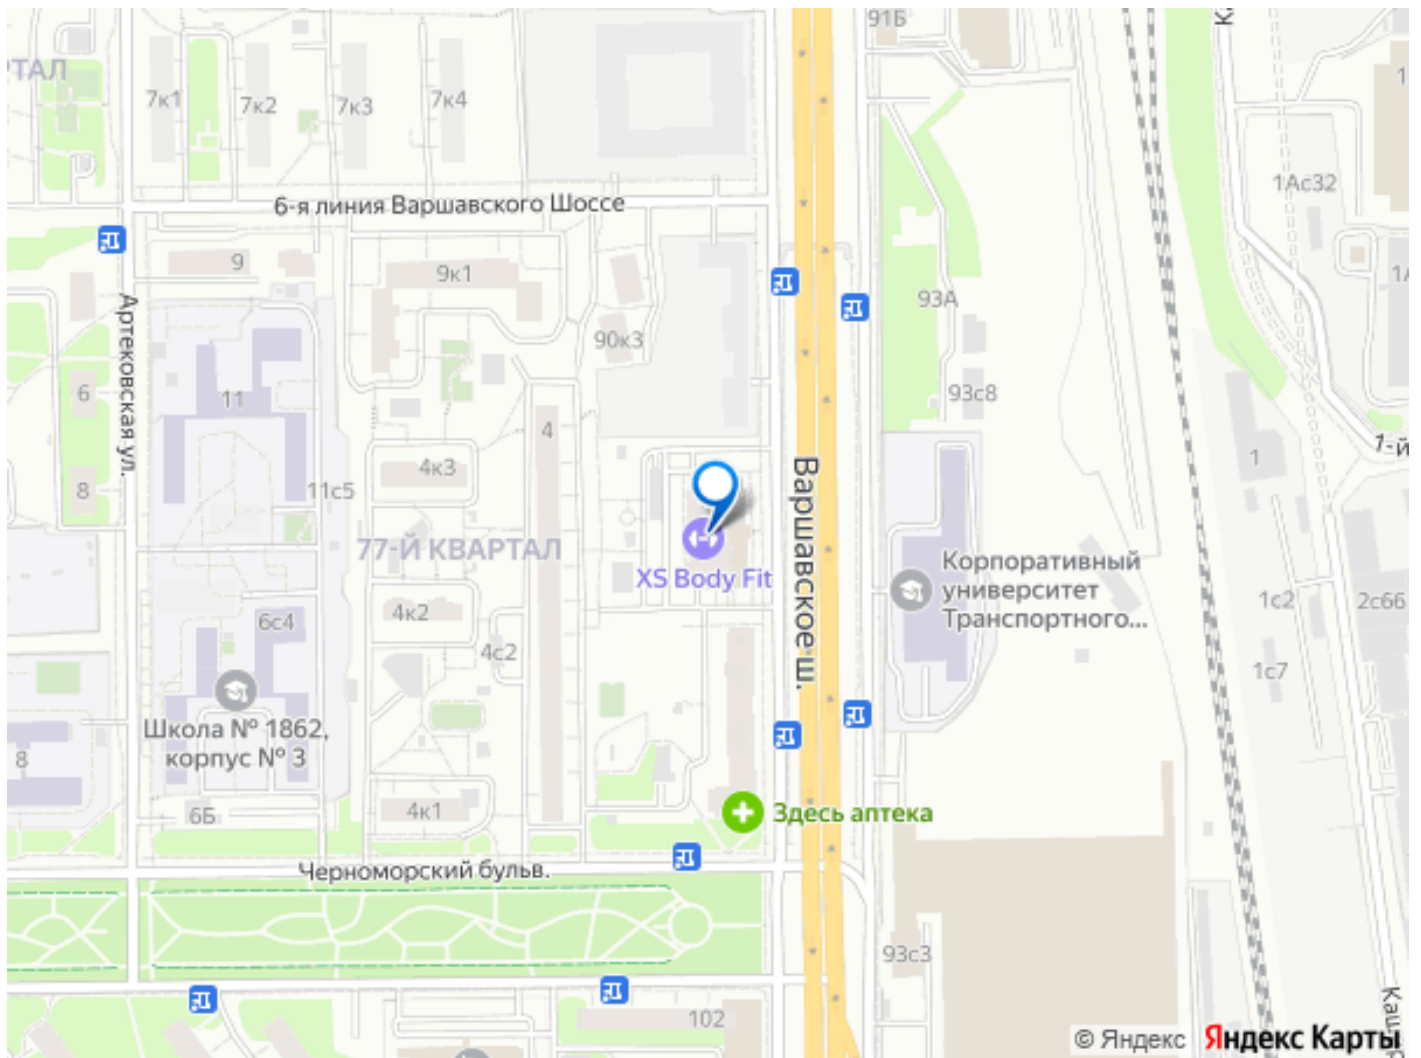 91Б
РТАЛ
7к1
7к2
7к3
7к4
1Ас32
6-я линия Варшавского Шоссе
9
9к1
93А
90к3
Артековская ул.
6
11
93с8
4
1-й
4к3
1
8
11с5
Варшавское ш.
77-Й КВАРТАЛ
XS Body Fit
Корпоративный
университет
Транспортного...
4к2
6с4
1с2
2с66
4с2
1с7
Школа № 1862,
корпус № 3
8
6Б
4к1
Здесь аптека
Черноморский бульв.
93с3
102
© Яндекс Яндекс Карты